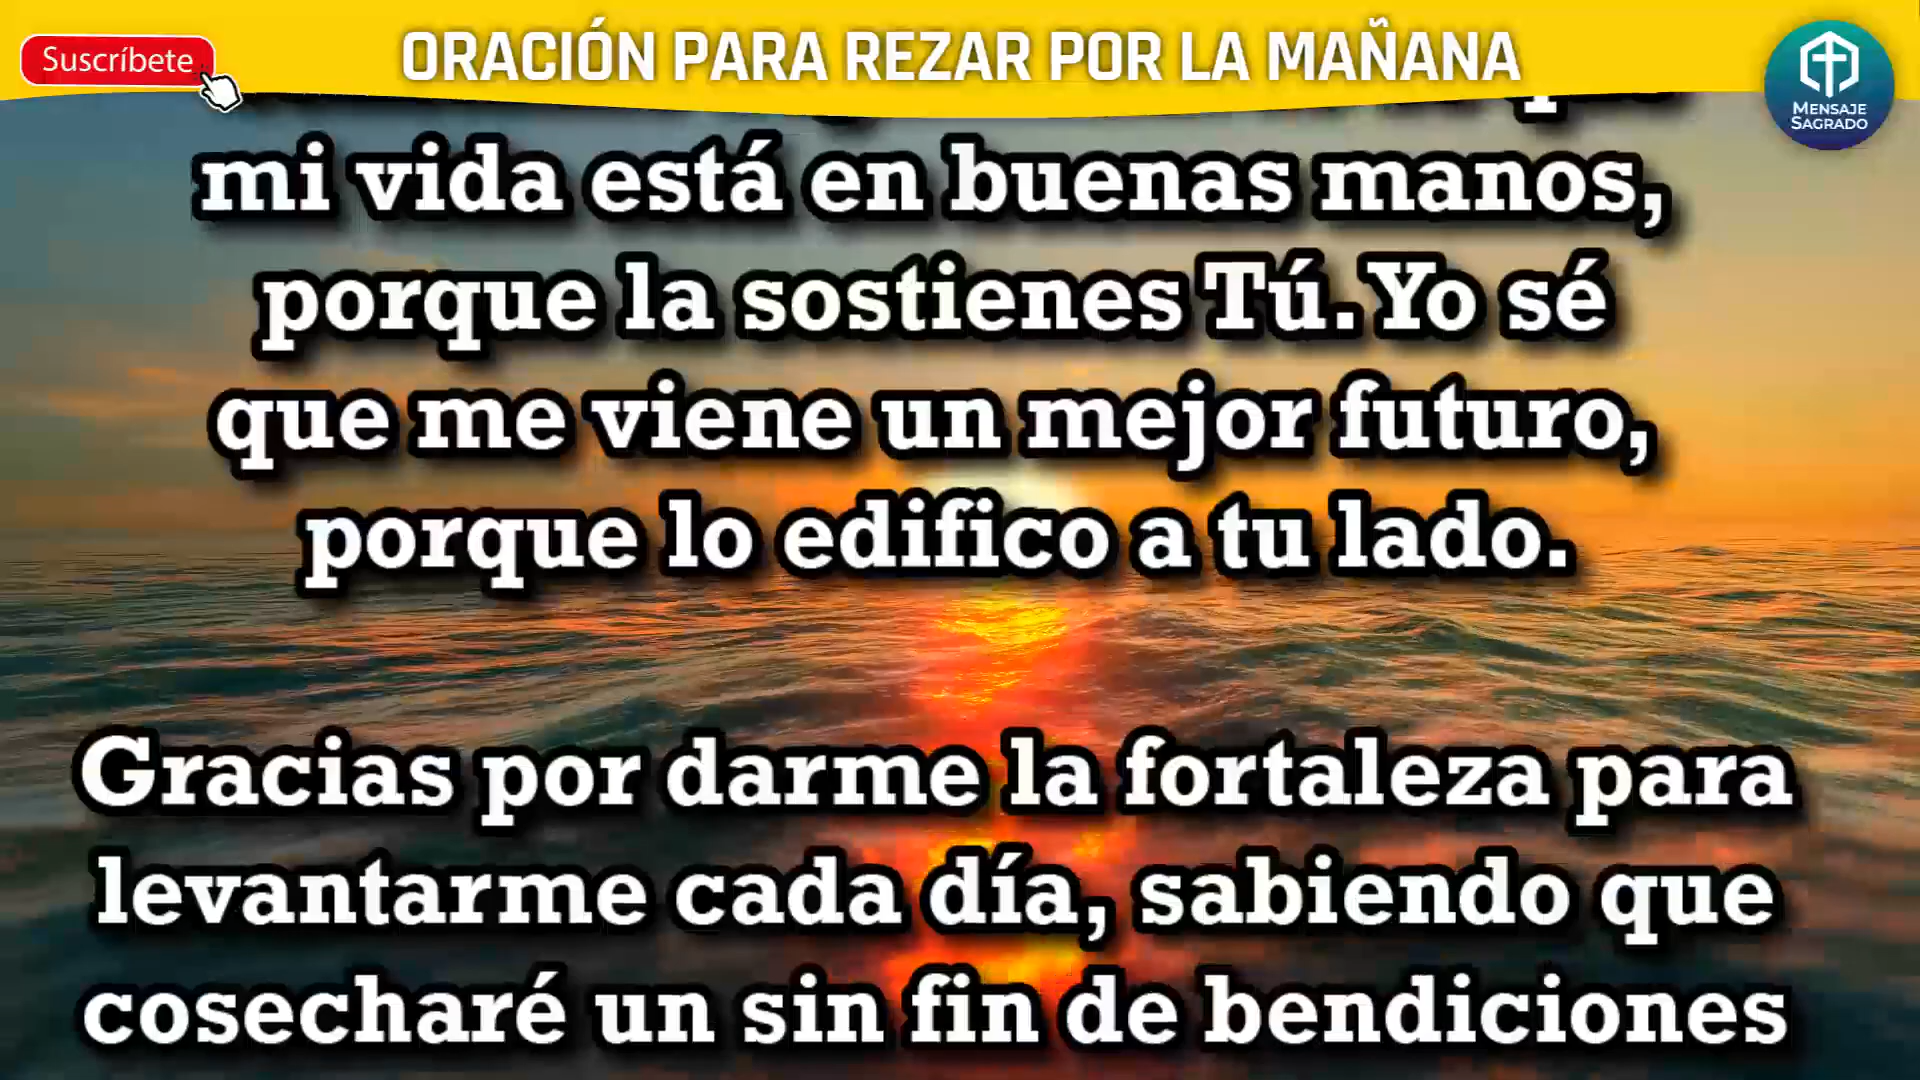 Suscríbete
ORACIÓN PARA REZAR POR LA MAÑANA
MENSAJE
SAGRADO
mi vida está en buenas manos,
porque la sostienes Tú. Yo sé
que me viene un mejor futuro,
porque lo edifico a tu lado.
Gracias por darme la fortaleza para
levantarme cada día, sabiendo que
cosecharé un sin fin de bendiciones